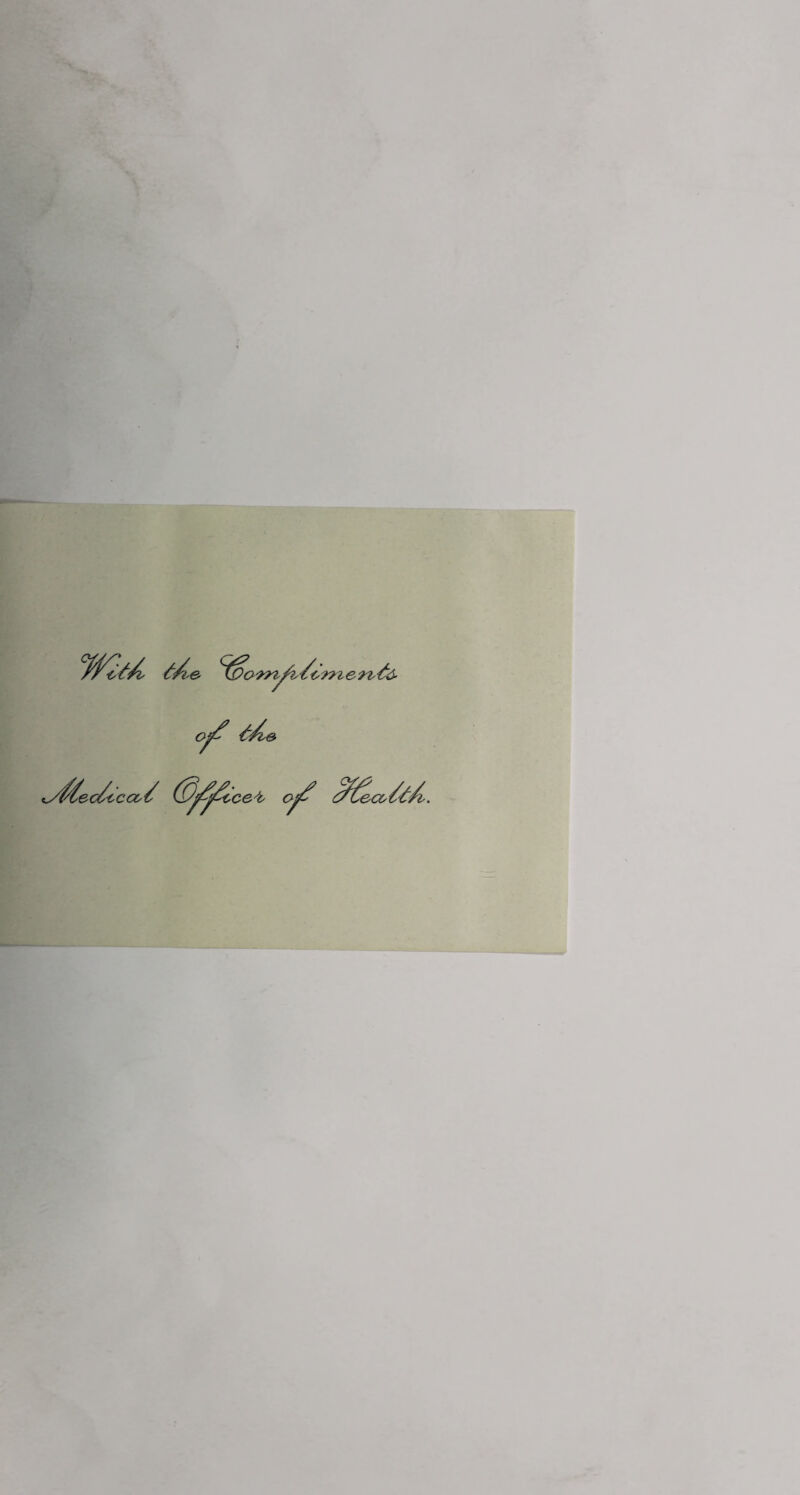 With the Compliments
of the
Medical Officer of Health.